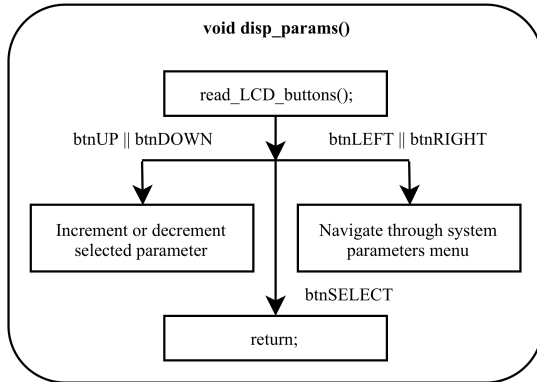 void disp_params()
read_LCD_buttons();
btnUP || btnDOWN
btnLEFT || btnRIGHT
Increment or decrement
selected parameter
Navigate through system
parameters menu
btnSELECT
return;